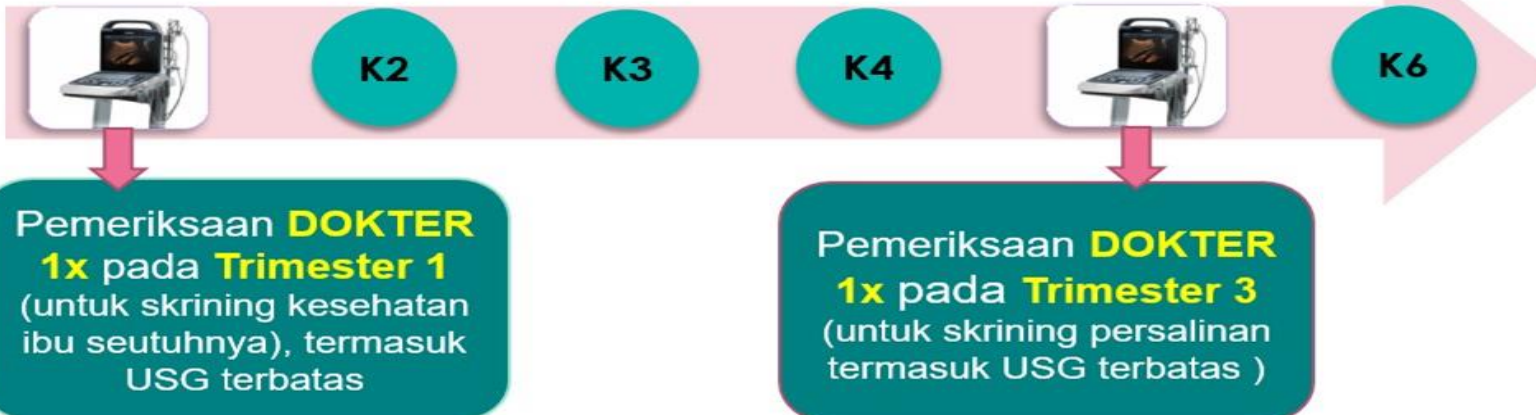 K2
K3
K4
K6
Pemeriksaan DOKTER
1x pada Trimester 1
(untuk skrining kesehatan
ibu seutuhnya), termasuk
USG terbatas
Pemeriksaan DOKTER
1x pada Trimester 3
(untuk skrining persalinan
termasuk USG terbatas )